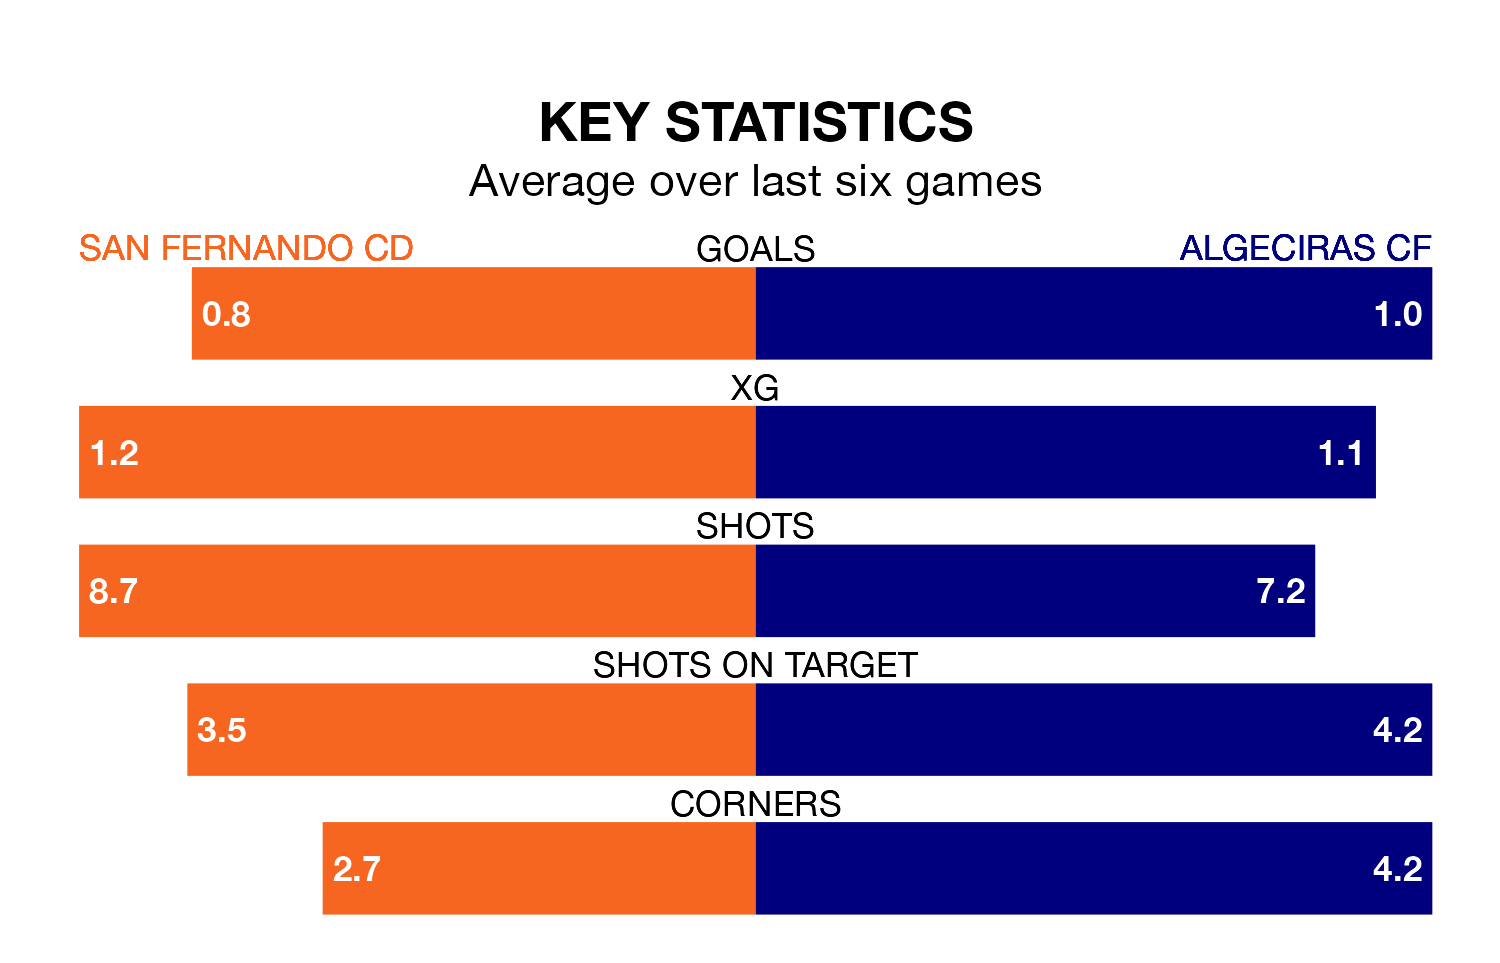 KEY STATISTICS
Average over last six games
SAN FERNANDO CD GOALS ALGECIRAS CF
0.8 1.0
XG
1.2 1.1
SHOTS
8.7 7.2
SHOTS ON TARGET
3.5 4.2
CORNERS
2.7 4.2